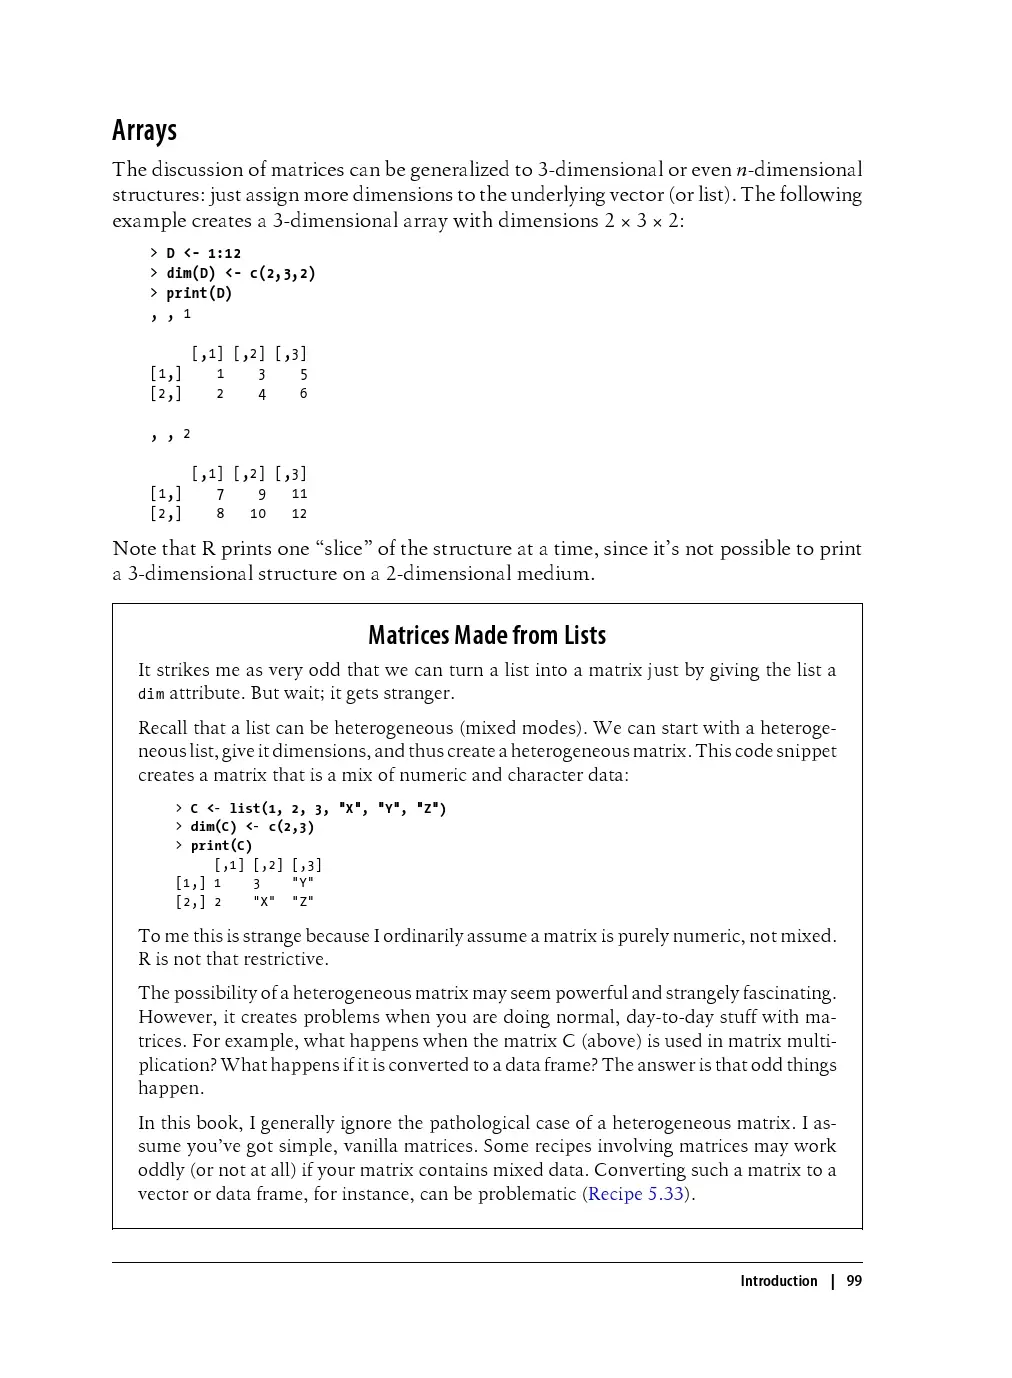 Arrays
The discussion of matrices can be generalized to 3-dimensional or even n-dimensional
structures: just assign more dimensions to the underlying vector (or list). The following
example creates a 3-dimensional array with dimensions 2 × 3 × 2:
> D <- 1:12
> dim(D) <- c(2,3,2)
> print(D)
, , 1
     [,1] [,2] [,3]
[1,]    1    3    5
[2,]    2    4    6
, , 2
     [,1] [,2] [,3]
[1,]    7    9   11
[2,]    8   10   12
Note that R prints one “slice” of the structure at a time, since it’s not possible to print
a 3-dimensional structure on a 2-dimensional medium.
Matrices Made from Lists
It strikes me as very odd that we can turn a list into a matrix just by giving the list a
dim attribute. But wait; it gets stranger.
Recall that a list can be heterogeneous (mixed modes). We can start with a heteroge-
neous list, give it dimensions, and thus create a heterogeneous matrix. This code snippet
creates a matrix that is a mix of numeric and character data:
> C <- list(1, 2, 3, "X", "Y", "Z")
> dim(C) <- c(2,3)
> print(C)
     [,1] [,2] [,3]
[1,] 1    3    "Y"
[2,] 2    "X"  "Z"
To me this is strange because I ordinarily assume a matrix is purely numeric, not mixed.
R is not that restrictive.
The possibility of a heterogeneous matrix may seem powerful and strangely fascinating.
However, it creates problems when you are doing normal, day-to-day stuff with ma-
trices. For example, what happens when the matrix C (above) is used in matrix multi-
plication? What happens if it is converted to a data frame? The answer is that odd things
happen.
In this book, I generally ignore the pathological case of a heterogeneous matrix. I as-
sume you’ve got simple, vanilla matrices. Some recipes involving matrices may work
oddly (or not at all) if your matrix contains mixed data. Converting such a matrix to a
vector or data frame, for instance, can be problematic (Recipe 5.33).
Introduction | 99